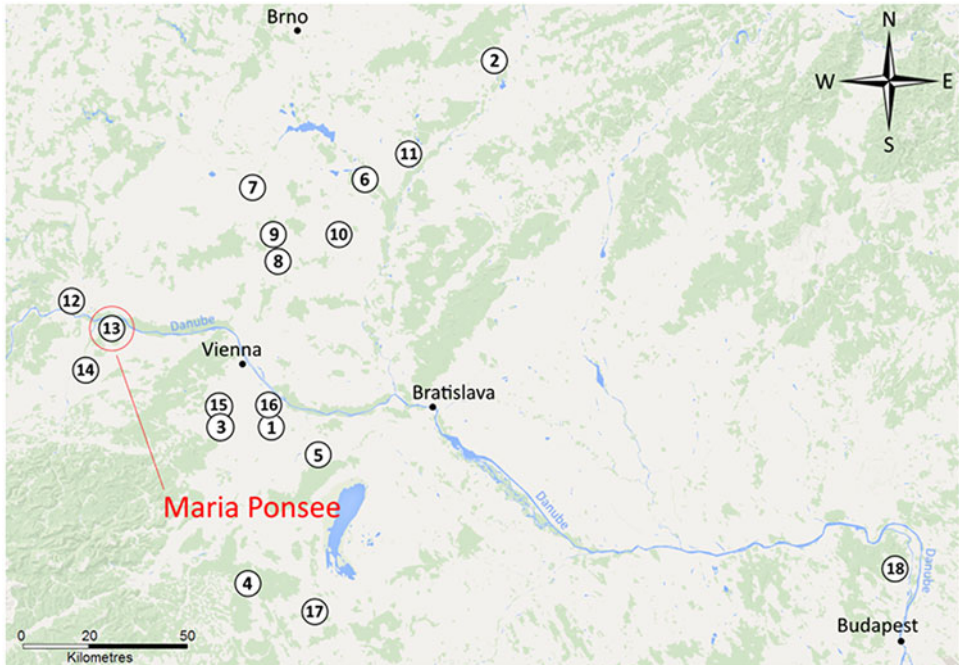 Brno
N
W E
S
2
11
6
7
9
10
8
12
13
Danube
Vienna
14
Bratislava
15
16
3
1
5
Maria Ponsee
Danube
Danube
18
4
17
Budapest
0 20 50
Kilometres